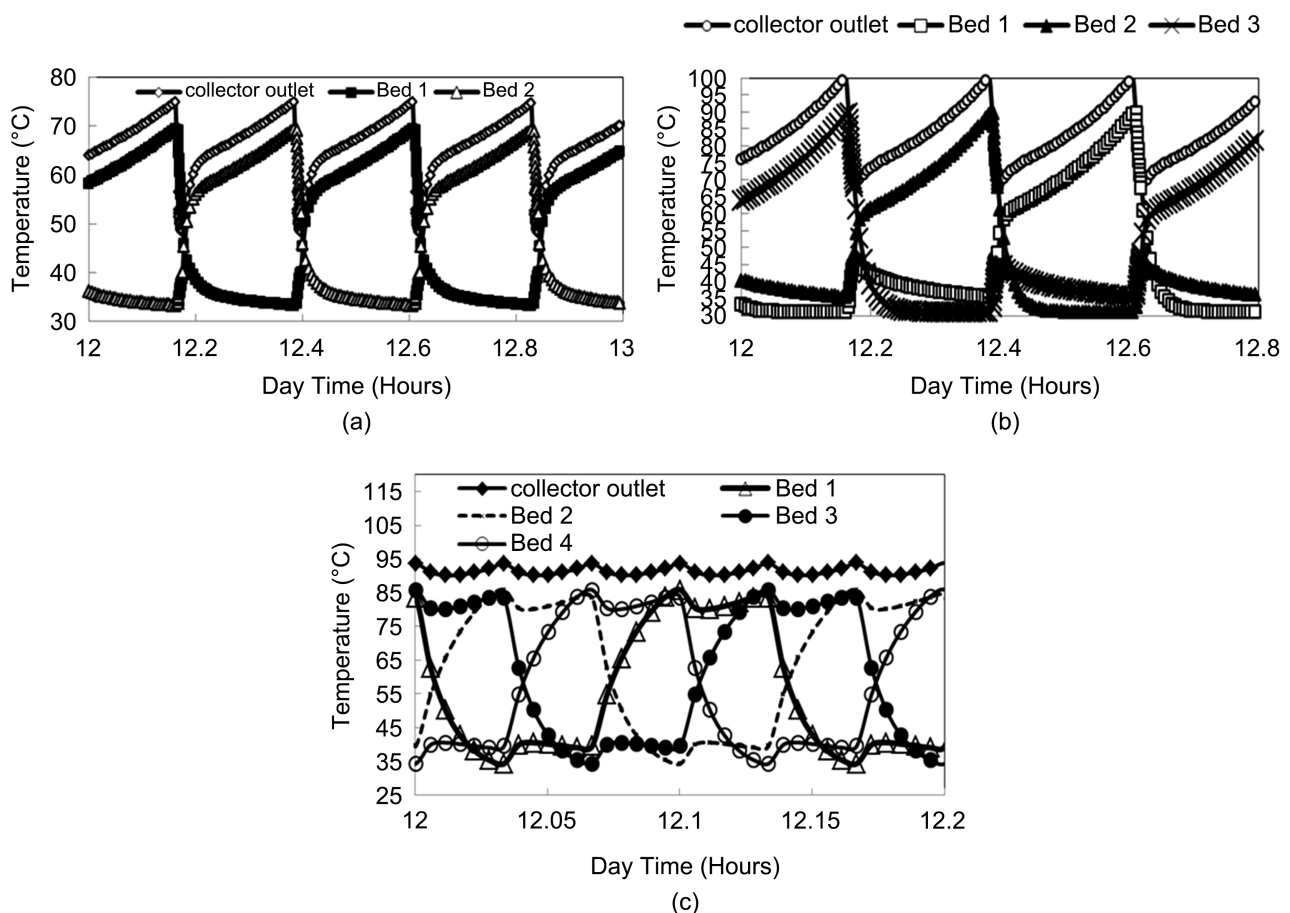 collector outlet Bed 1 Bed 2 Bed 3
80
70
60
50
40
30
Temperature (°C)
collector outlet Bed 1 Bed 2
12 12.2 12.4 12.6 12.8 13
Day Time (Hours)
(a)
100
95
90
85
80
75
70
65
60
55
50
45
40
35
30
Temperature (°C)
12 12.2 12.4 12.6 12.8
Day Time (Hours)
(b)
115
105
95
85
75
65
55
45
35
25
Temperature (°C)
collector outlet Bed 1
Bed 2 Bed 3
Bed 4
12 12.05 12.1 12.15 12.2
Day Time (Hours)
(c)